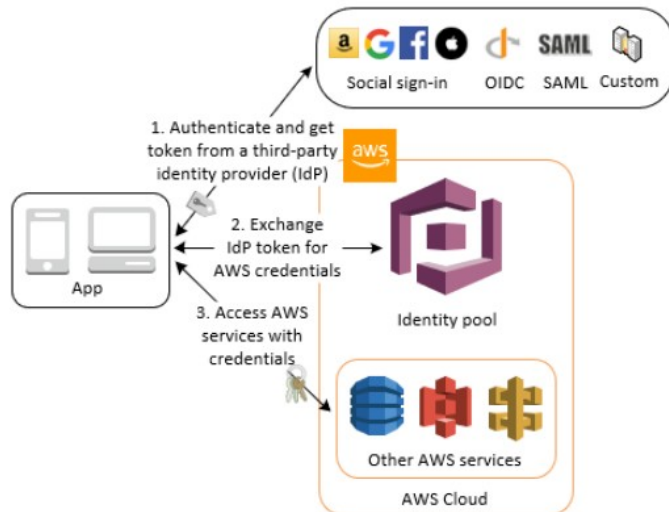 a
SAML
Social sign-in
OIDC
SAML
Custom
1. Authenticate and get
token from a third-party
identity provider (IdP)
aws
2. Exchange
IdP token for
AWS credentials
App
Identity pool
3. Access AWS
services with
credentials
Other AWS services
AWS Cloud